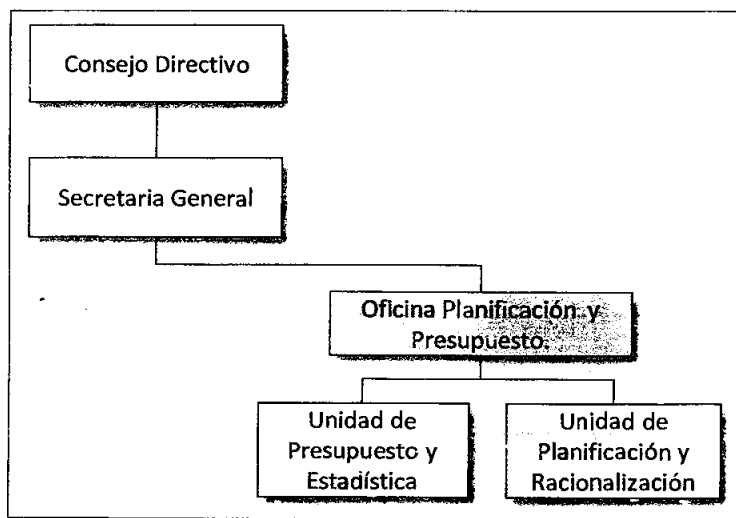 Consejo Directivo
Secretaria General
Oficina Planificación y
Presupuesto.
Unidad de
Presupuesto y
Estadística
Unidad de
Planificación y
Racionalización